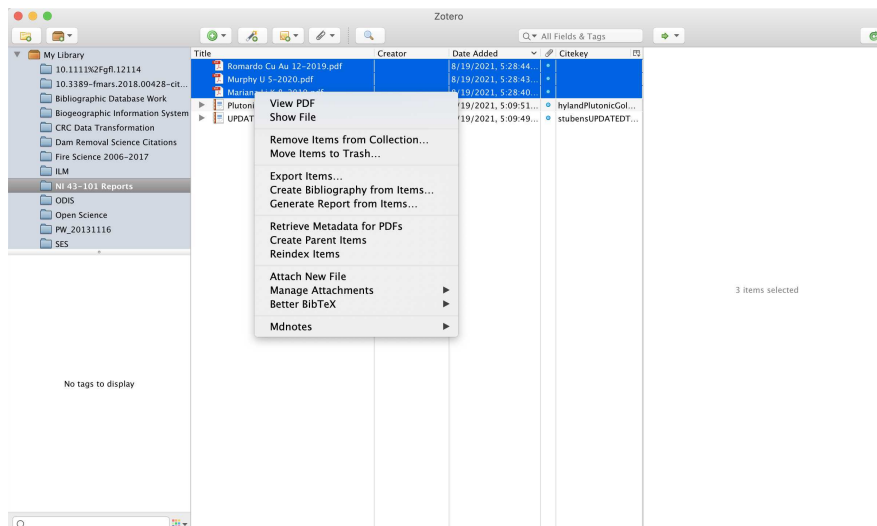 Zotero
All Fields & Tags
My Library
10.1111%2Fgfl.12114
10.3389-fmars.2018.00428-cit...
Bibliographic Database Work
Biogeographic Information System
CRC Data Transformation
Dam Removal Science Citations
Fire Science 2006-2017
ILM
NI 43-101 Reports
ODIS
Open Science
PW_20131116
SES
No tags to display
Title Creator Date Added Citekey
Romardo Cu Au 12-2019.pdf 8/19/2021, 5:28:44...
Murphy U 5-2020.pdf 8/19/2021, 5:28:43...
8/19/2021, 5:28:40...
Plutoni /19/2021, 5:09:51... hylandPlutonicGol...
UPDAT /19/2021, 5:09:49... stubensUPDATEDT...
View PDF
Show File
Remove Items from Collection...
Move Items to Trash...
Export Items...
Create Bibliography from Items...
Generate Report from Items...
Retrieve Metadata for PDFs
Create Parent Items
Reindex Items
Attach New File
Manage Attachments
Better BibTeX
Mdnotes
3 items selected